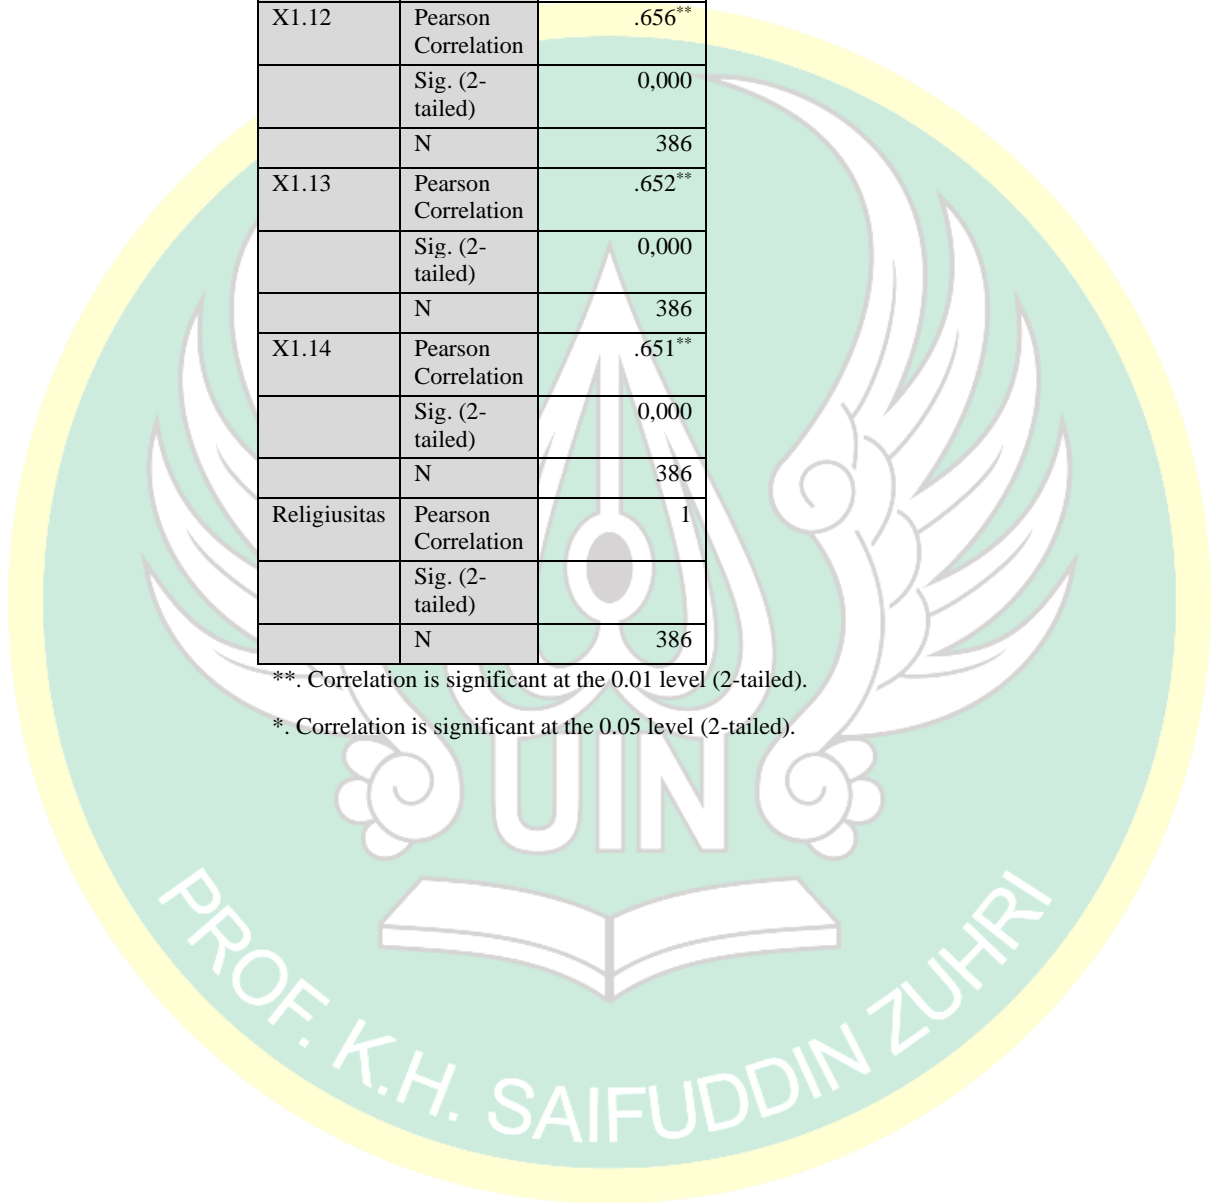 X1.12 Pearson .656**
Correlation
Sig. (2- 0,000
tailed)
N 386
X1.13 Pearson .652**
Correlation
Sig. (2- 0,000
tailed)
N 386
X1.14 Pearson .651**
Correlation
Sig. (2- 0,000
tailed)
N 386
Religiusitas Pearson 1
Correlation
Sig. (2-
tailed)
N 386
**. Correlation is significant at the 0.01 level (2-tailed).
*. Correlation is significant at the 0.05 level (2-tailed).
UIN
PROF. K.H. SAIFUDDIN ZUHRI